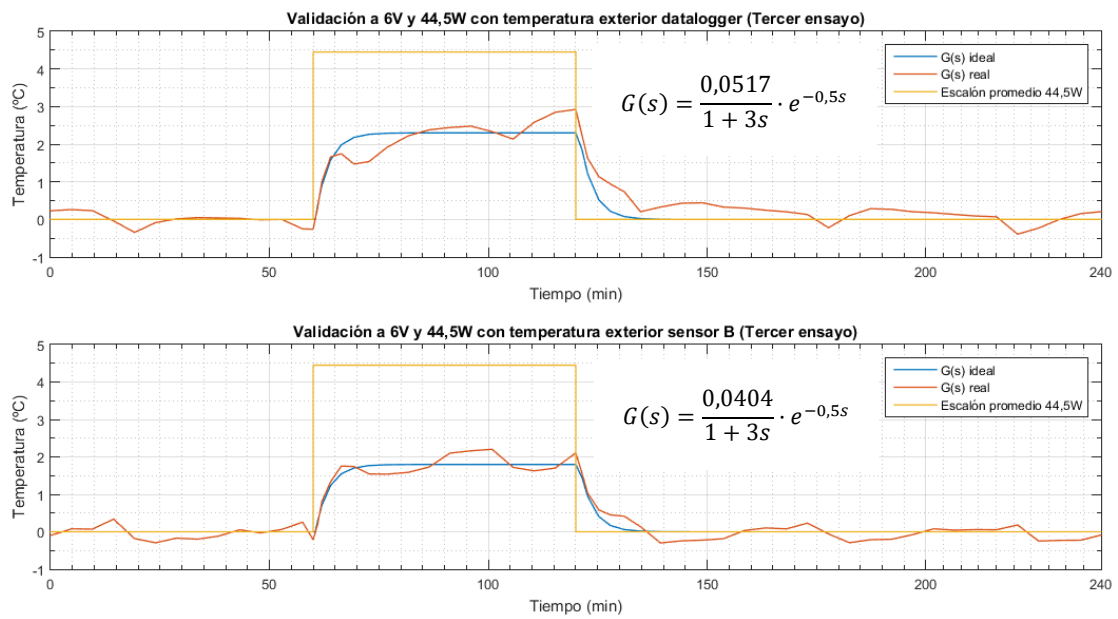 Validación a 6V y 44,5W con temperatura exterior datalogger (Tercer ensayo)
Temperatura (ºC)
5
4
3
2
1
0
-1
G(s) ideal
G(s) real
Escalón promedio 44,5W
G(s) = 0,0517 / 1 + 3s · e^{−0,5s}
0 50 100 150 200 240
Tiempo (min)
Validación a 6V y 44,5W con temperatura exterior sensor B (Tercer ensayo)
Temperatura (ºC)
5
4
3
2
1
0
-1
G(s) ideal
G(s) real
Escalón promedio 44,5W
G(s) = 0,0404 / 1 + 3s · e^{−0,5s}
0 50 100 150 200 240
Tiempo (min)